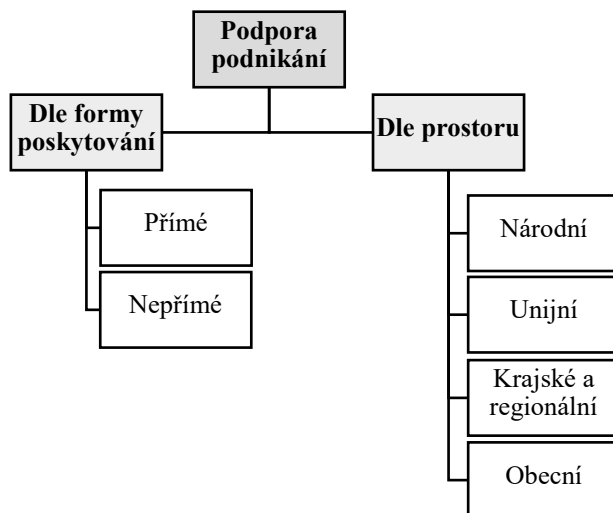 Podpora
podnikání
Dle formy
poskytování
Přímé
Nepřímé
Dle prostoru
Národní
Unijní
Krajské a
regionální
Obecní